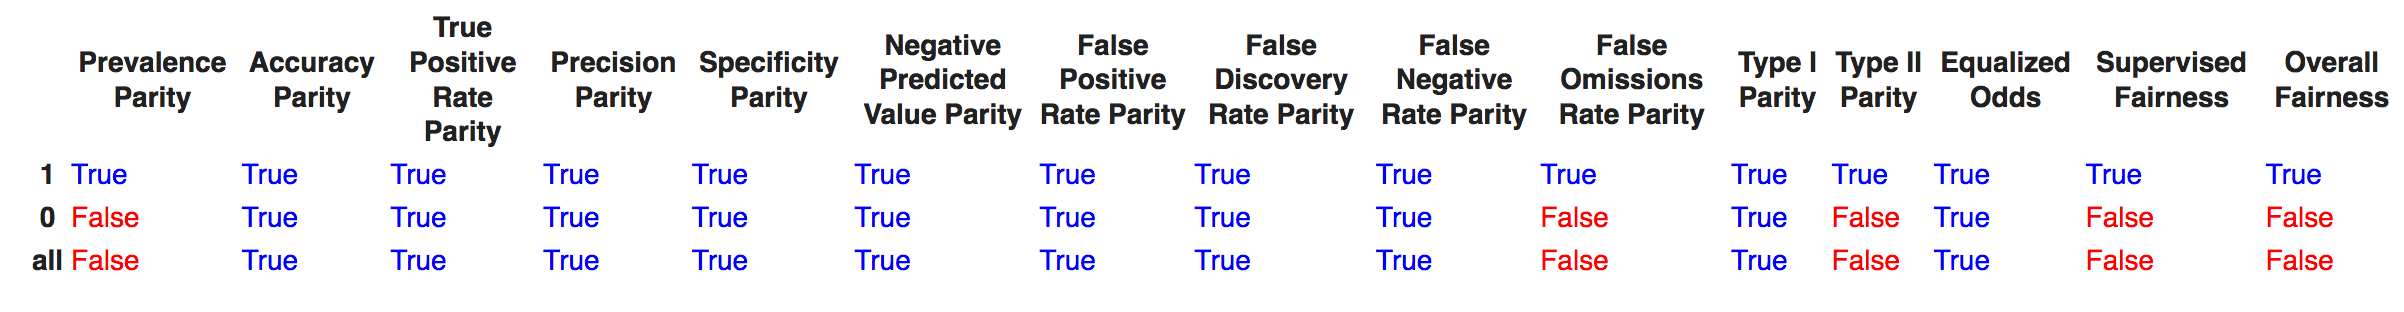 Prevalence Parity Accuracy Parity True Positive Rate Parity Precision Parity Specificity Parity Negative Predicted Value Parity False Positive Rate Parity False Discovery Rate Parity False Negative Rate Parity False Omissions Rate Parity Type I Parity Type II Parity Equalized Odds Supervised Fairness Overall Fairness
1 True True True True True True True True True True True True True True True
0 False True True True True True True True True False True False True False False
all False True True True True True True True True False True False True False False